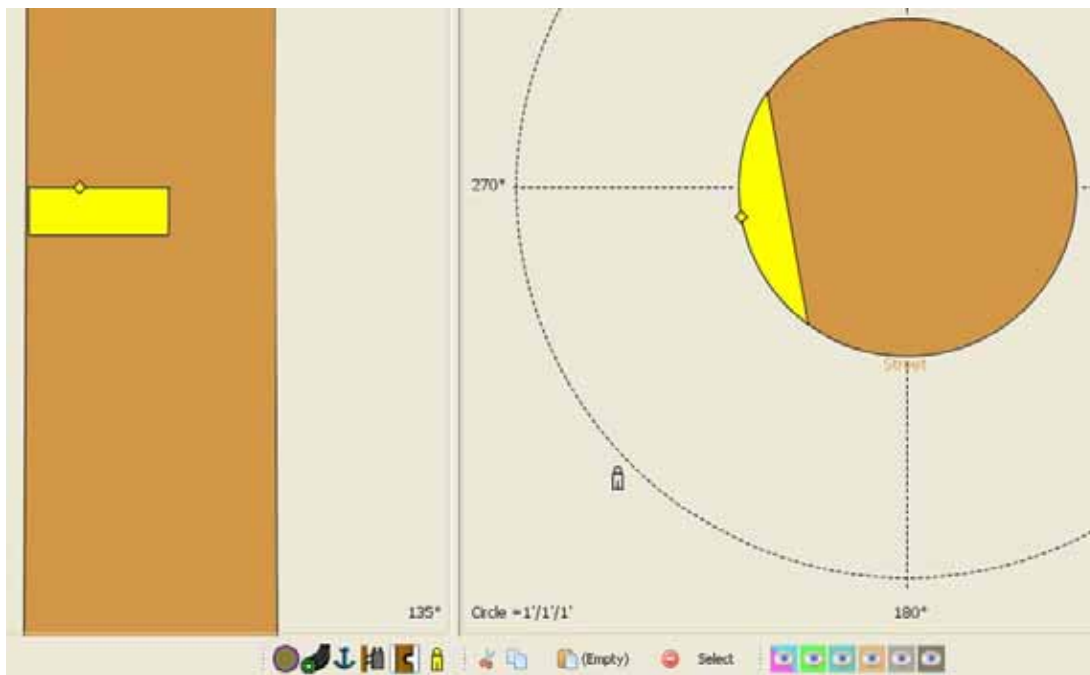 270°
Street
135°
Circle =1'/1'/1'
180°
(Empty)
Select